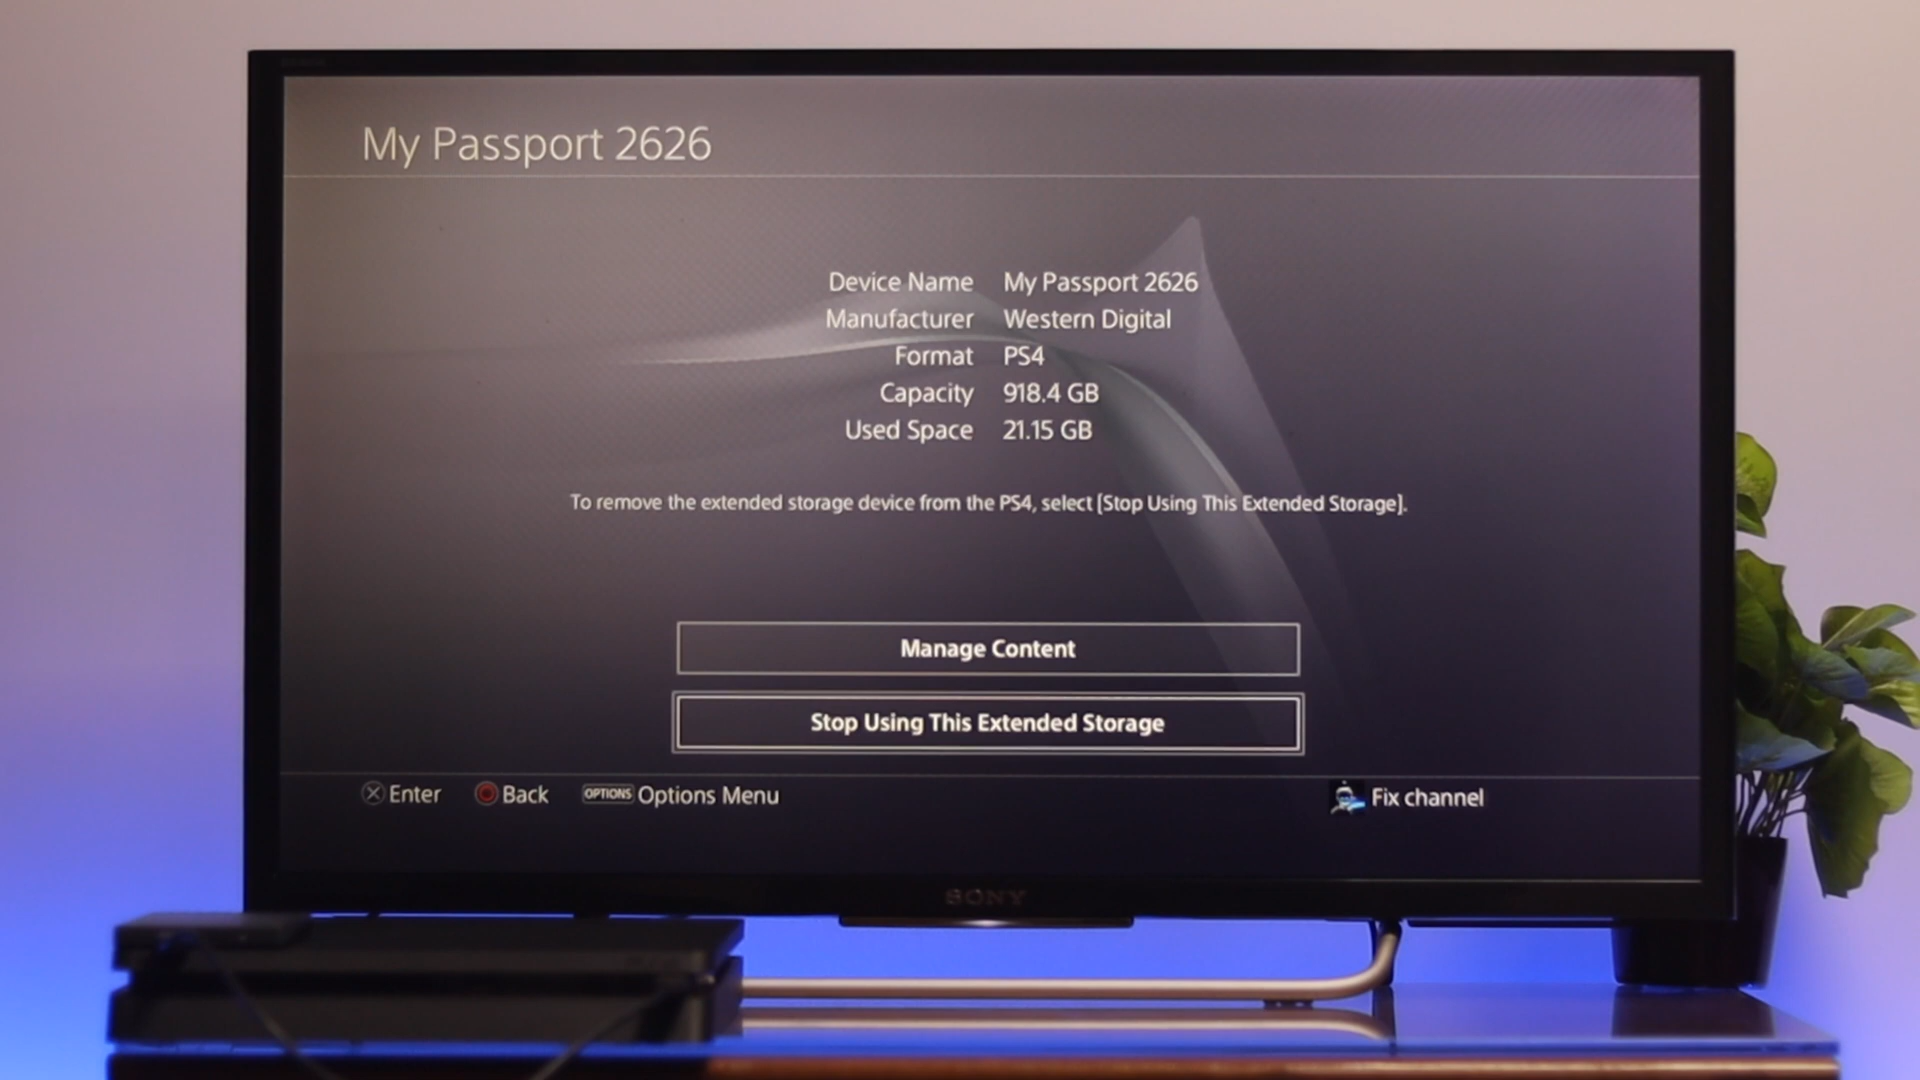 My Passport 2626
Device Name My Passport 2626
Manufacturer Western Digital
Format PS4
Capacity 918.4 GB
Used Space 21.15 GB
To remove the extended storage device from the PS4, select [Stop Using This Extended Storage].
Manage Content
Stop Using This Extended Storage
Enter Back OPTIONS Options Menu Fix channel
SONY